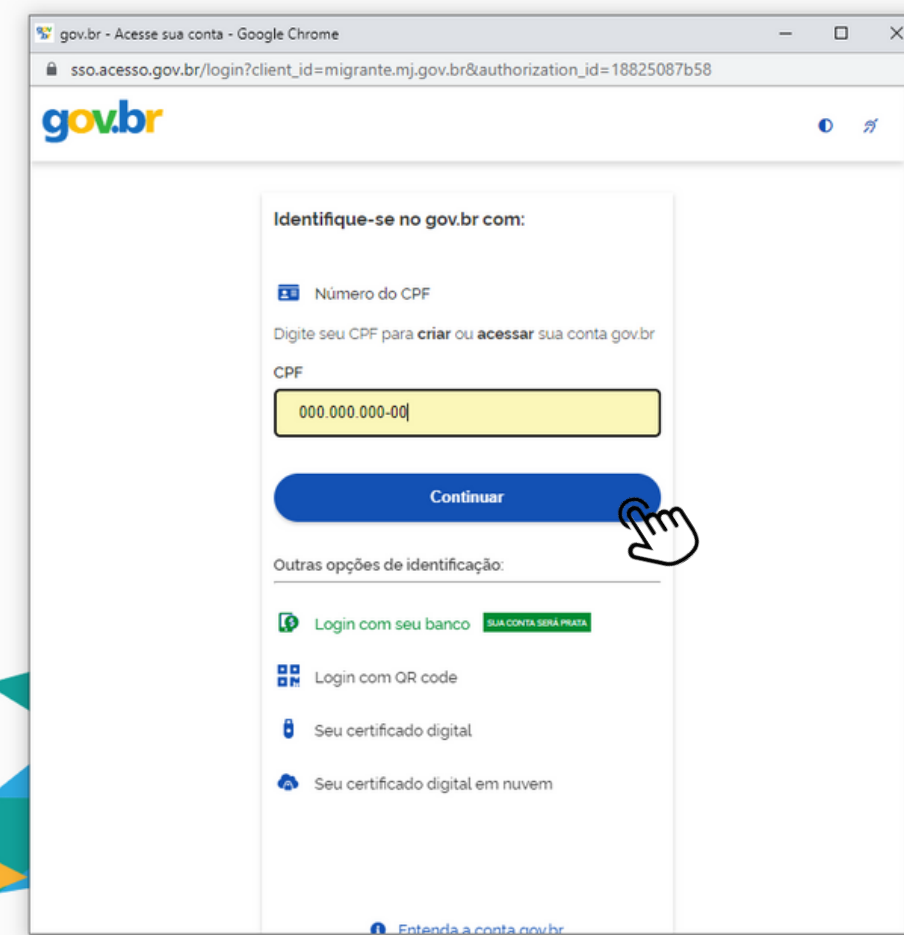 gov.br - Acesse sua conta - Google Chrome
sso.acesso.gov.br/login?client_id=migrante.mj.gov.br&authorization_id=18825087b58
gov.br
Identifique-se no gov.br com:
Número do CPF
Digite seu CPF para criar ou acessar sua conta gov.br
CPF
000.000.000-00
Continuar
Outras opções de identificação:
Login com seu banco SUA CONTA SERÁ PRATA
Login com QR code
Seu certificado digital
Seu certificado digital em nuvem
Entenda a conta gov.br